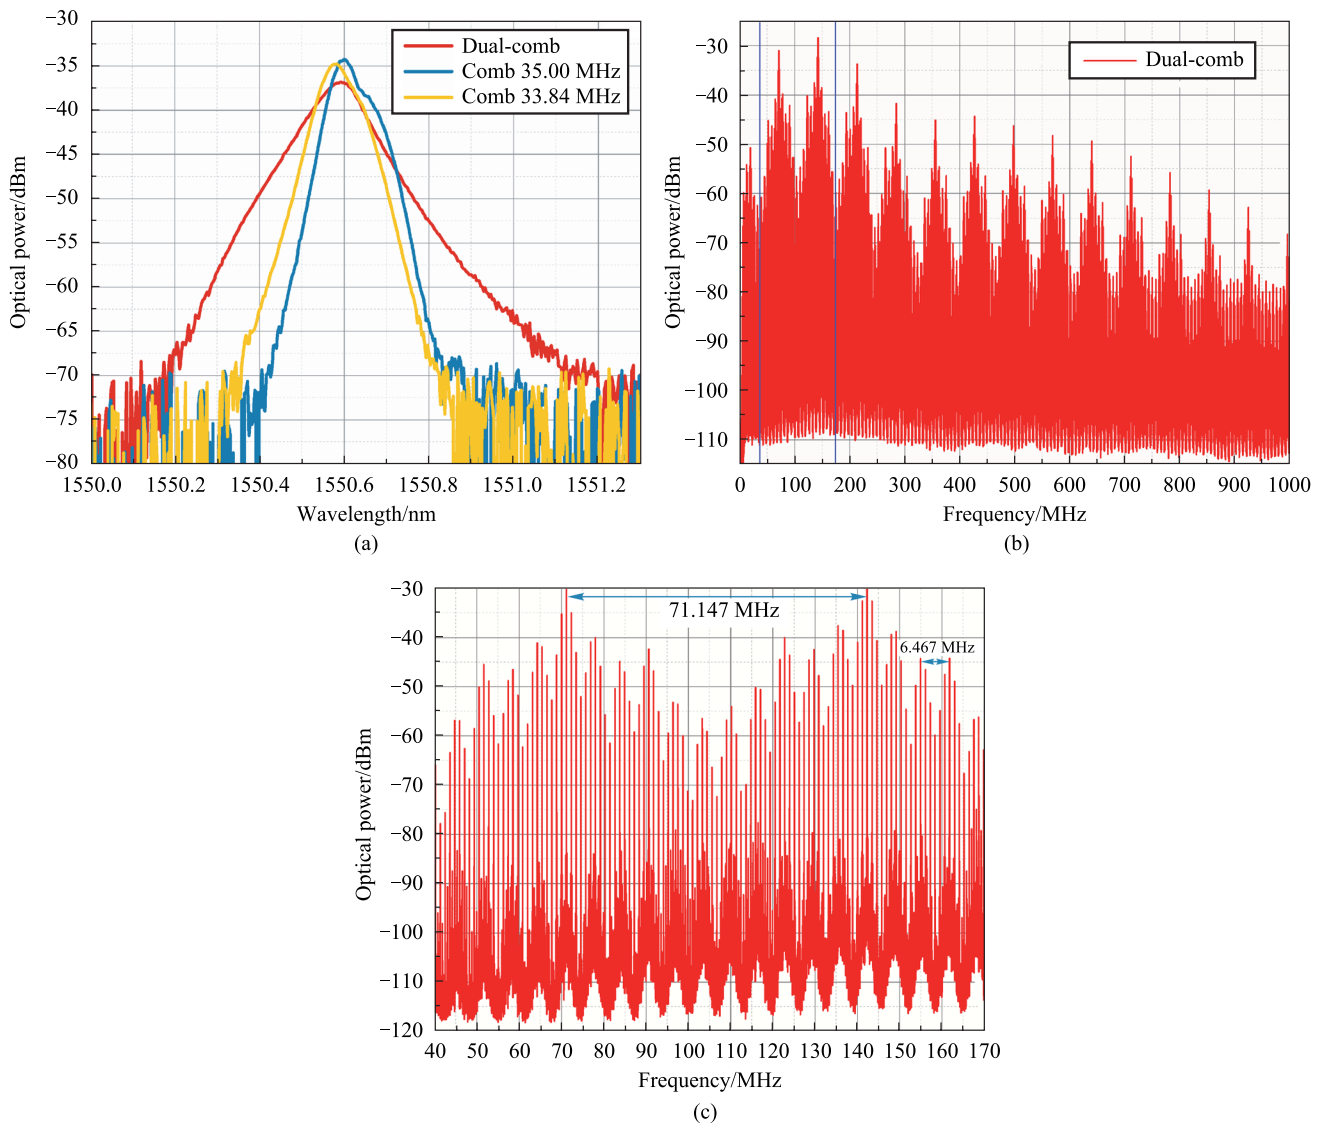 −30
−35
−40
−45
−50
−55
−60
−65
−70
−75
−80
Optical power/dBm
Dual-comb
Comb 35.00 MHz
Comb 33.84 MHz
1550.0 1550.2 1550.4 1550.6 1550.8 1551.0 1551.2
Wavelength/nm
(a)
−30
−40
−50
−60
−70
−80
−90
−100
−110
Optical power/dBm
Dual-comb
0 100 200 300 400 500 600 700 800 900 1000
Frequency/MHz
(b)
−30
−40
−50
−60
−70
−80
−90
−100
−110
−120
Optical power/dBm
71.147 MHz
6.467 MHz
40 50 60 70 80 90 100 110 120 130 140 150 160 170
Frequency/MHz
(c)